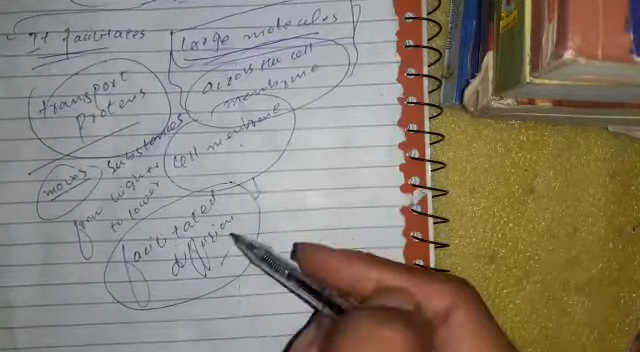 It facilitates
Large molecules
across the cell
membrane
transport
proteins
moves substances
cell membrane
from higher
to lower
facilitated
diffusion